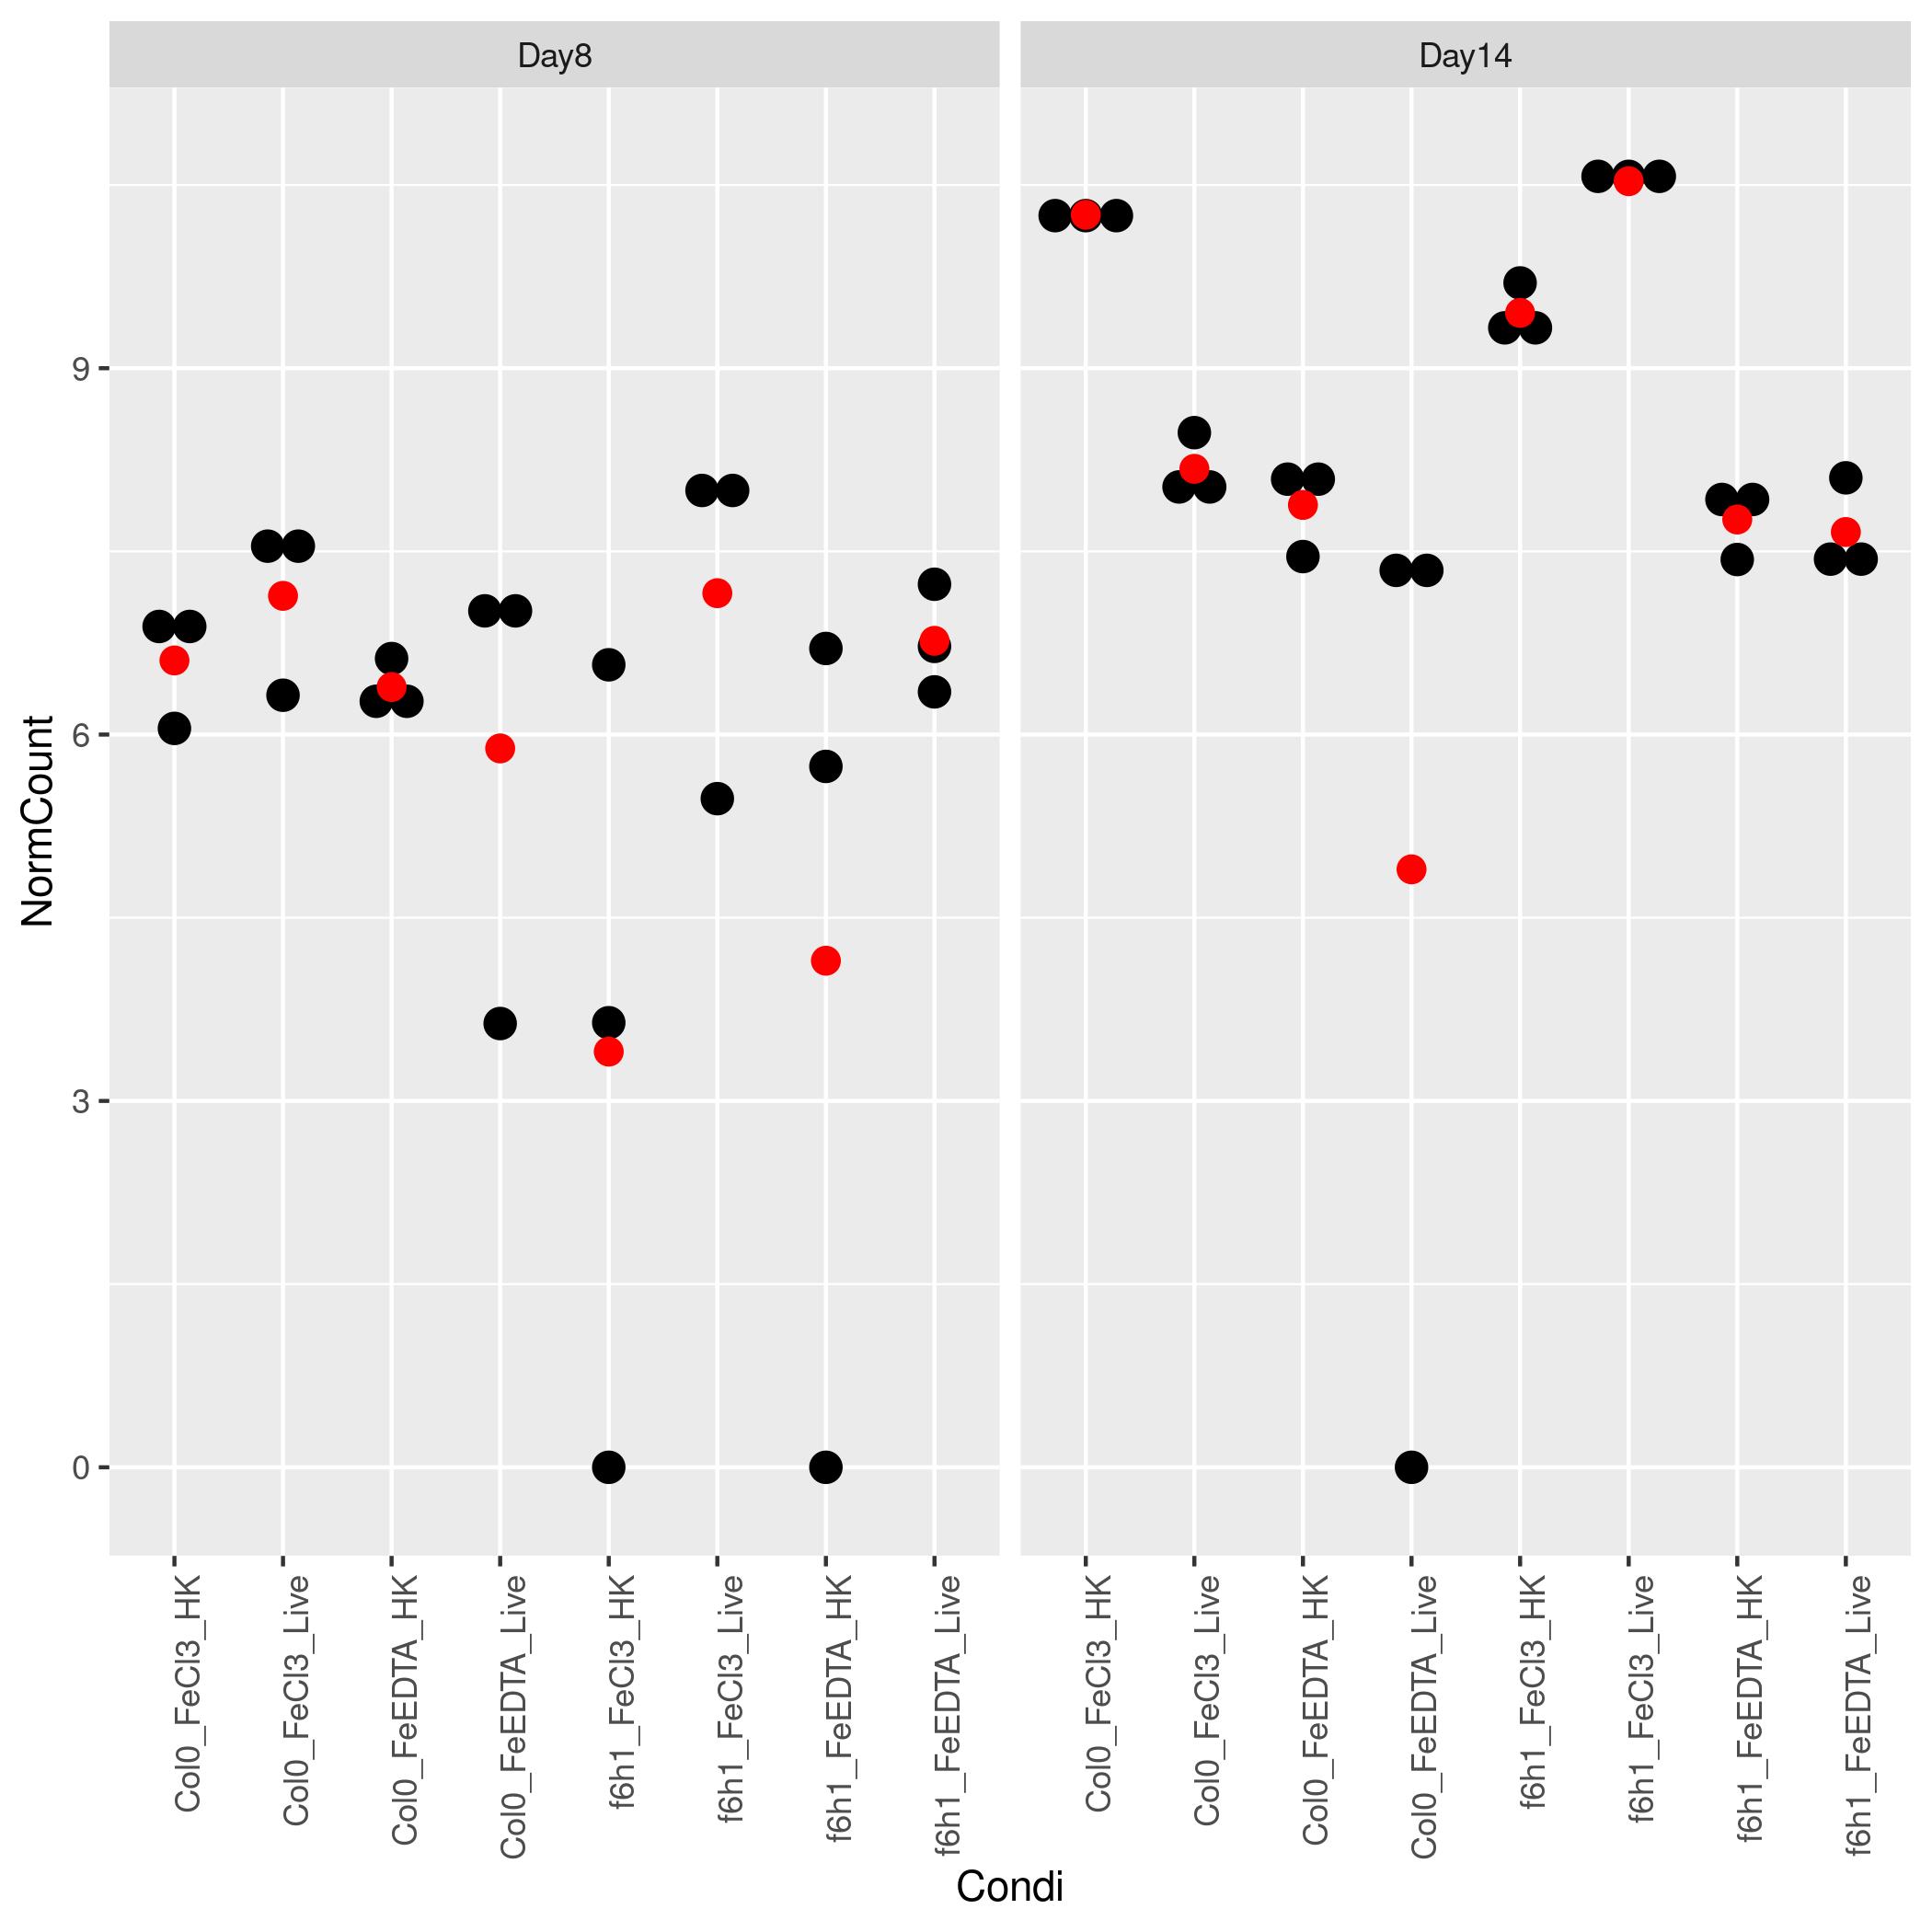 Day8
Day14
NormCount
9
6
3
0
Col0_FeCl3_HK
Col0_FeCl3_Live
Col0_FeEDTA_HK
Col0_FeEDTA_Live
f6h1_FeCl3_HK
f6h1_FeCl3_Live
f6h1_FeEDTA_HK
f6h1_FeEDTA_Live
Col0_FeCl3_HK
Col0_FeCl3_Live
Col0_FeEDTA_HK
Col0_FeEDTA_Live
f6h1_FeCl3_HK
f6h1_FeCl3_Live
f6h1_FeEDTA_HK
f6h1_FeEDTA_Live
Condi